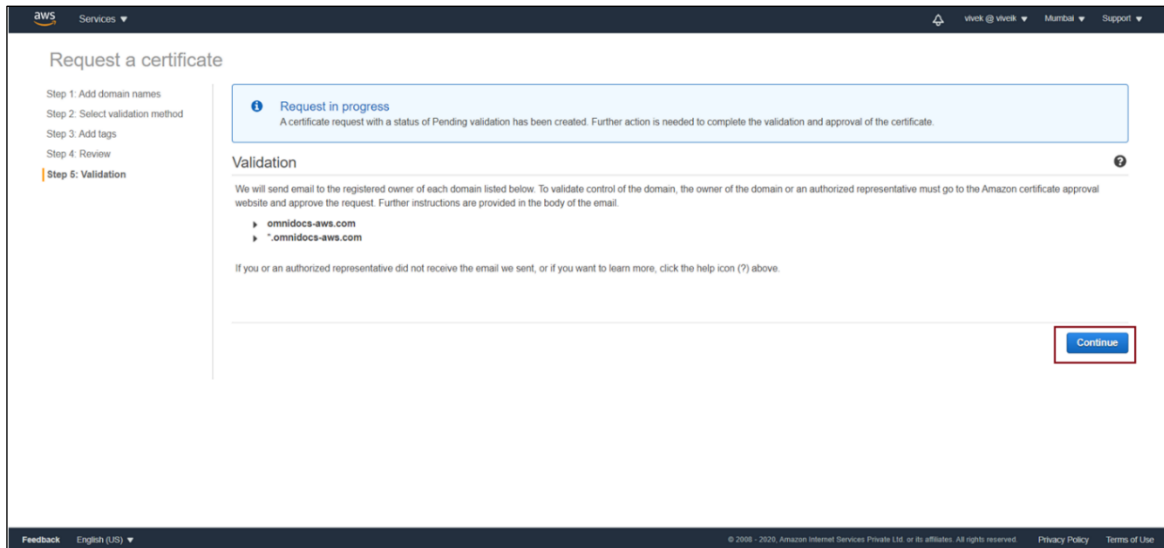 aws Services ▼ vivek @ viveik ▼ Mumbai ▼ Support ▼
Request a certificate
Step 1: Add domain names
Step 2: Select validation method
Step 3: Add tags
Step 4: Review
Step 5: Validation
Request in progress
A certificate request with a status of Pending validation has been created. Further action is needed to complete the validation and approval of the certificate.
Validation
We will send email to the registered owner of each domain listed below. To validate control of the domain, the owner of the domain or an authorized representative must go to the Amazon certificate approval
website and approve the request. Further instructions are provided in the body of the email.
omnidocs-aws.com
*.omnidocs-aws.com
If you or an authorized representative did not receive the email we sent, or if you want to learn more, click the help icon (?) above.
Continue
Feedback English (US) ▼ © 2008 - 2020, Amazon Internet Services Private Ltd. or its affiliates. All rights reserved. Privacy Policy Terms of Use